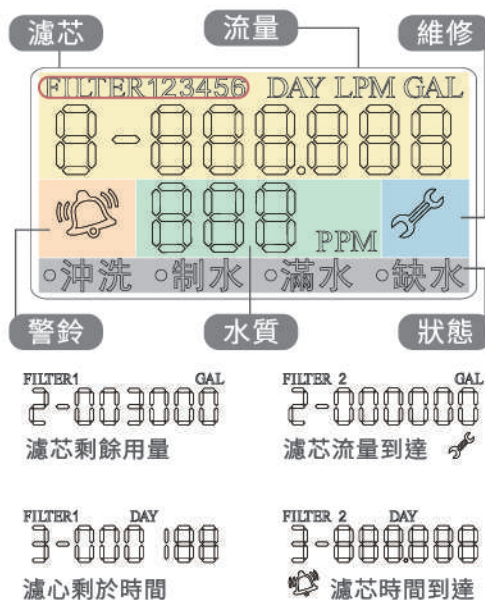 濾芯 流量 維修
FILTER123456 DAY LPM GAL
8-888.888
888 PPM
◦沖洗 ◦制水 ◦滿水 ◦缺水
警鈴 水質 狀態
FILTER1 GAL
2-003000
濾芯剩餘用量
FILTER 2 GAL
2-000000
濾芯流量到達
FILTER1 DAY
3-000188
濾心剩於時間
FILTER 2 DAY
3-888.888
濾芯時間到達